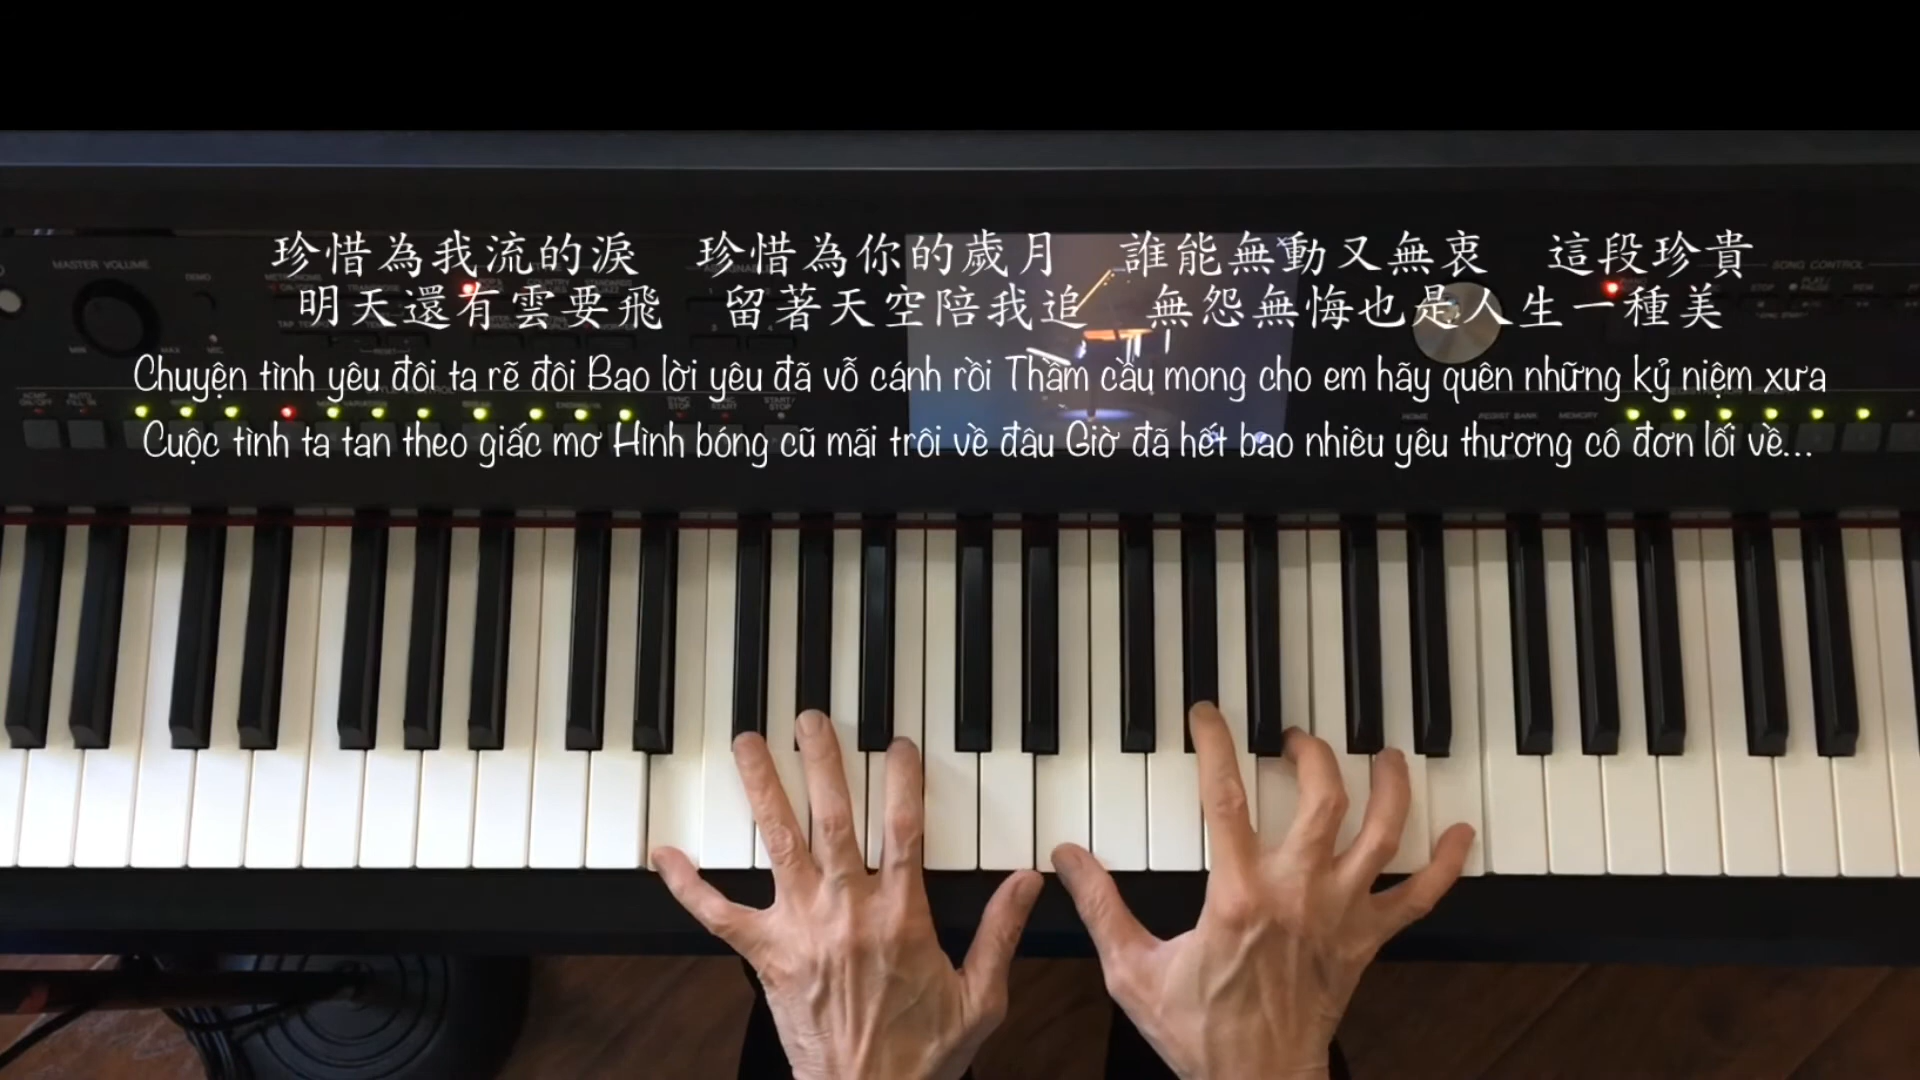 珍惜為我流的淚　珍惜為你的歲月　誰能無動又無衷　這段珍貴
明天還有雲要飛　留著天空陪我追　無怨無悔也是人生一種美
Chuyện tình yêu đôi ta rẽ đôi Bao lời yêu đã vỗ cánh rồi Thầm cầu mong cho em hãy quên những kỷ niệm xưa
Cuộc tình ta tan theo giấc mơ Hình bóng cũ mãi trôi về đâu Giờ đã hết bao nhiêu yêu thương cô đơn lối về...
MASTER VOLUME
SONG CONTROL